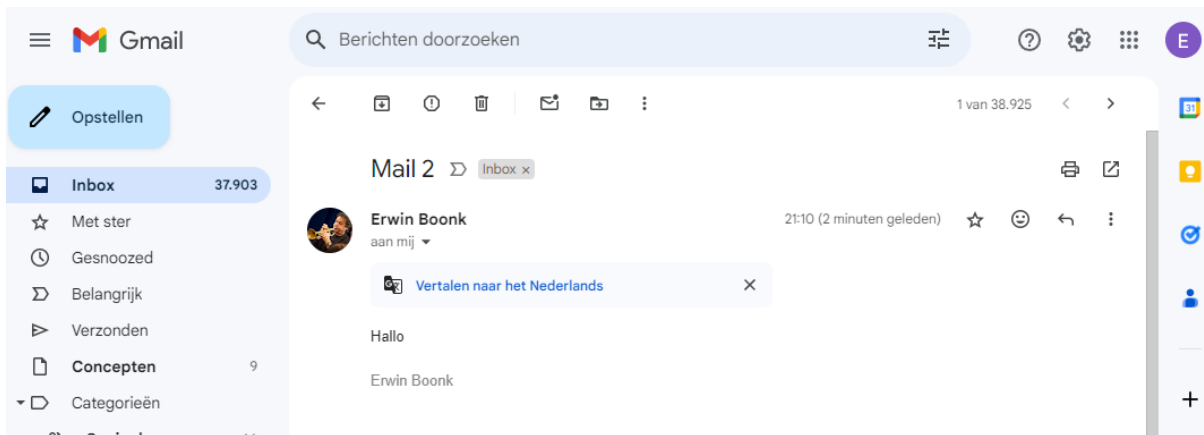 Gmail
Berichten doorzoeken
E
Opstellen
1 van 38.925
31
Mail 2 Inbox ×
Inbox 37.903
Met ster
Erwin Boonk 21:10 (2 minuten geleden)
aan mij
Gesnoozed
Vertalen naar het Nederlands
Belangrijk
Verzonden
Hallo
Concepten 9
Erwin Boonk
Categorieën